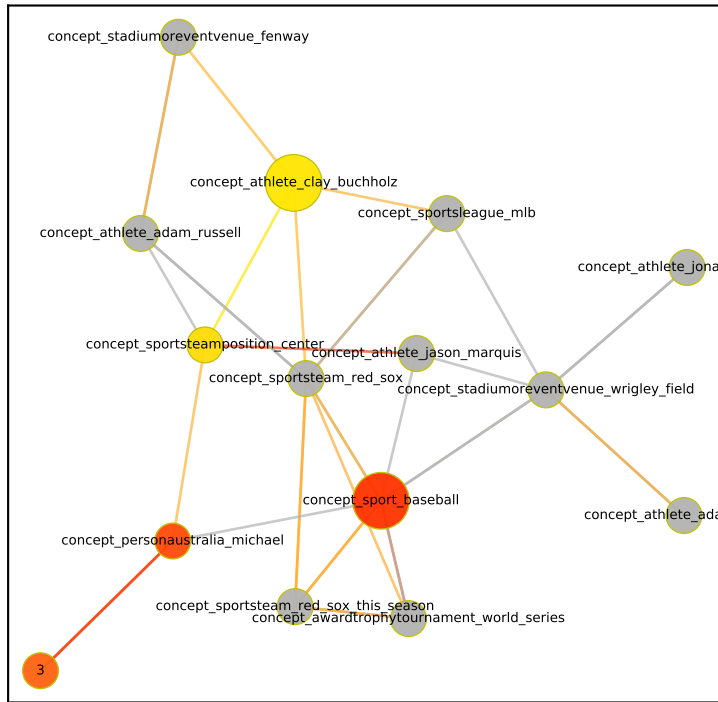 concept_stadiumoreventvenue_fenway
concept_athlete_clay_buchholz
concept_sportsleague_mlb
concept_athlete_adam_russell
concept_athlete_jona
concept_sportsteamposition_center
concept_athlete_jason_marquis
concept_sportsteam_red_sox
concept_stadiumoreventvenue_wrigley_field
concept_sport_baseball
concept_athlete_ada
concept_personaustralia_michael
concept_sportsteam_red_sox_this_season
concept_awardtrophytournament_world_series
3